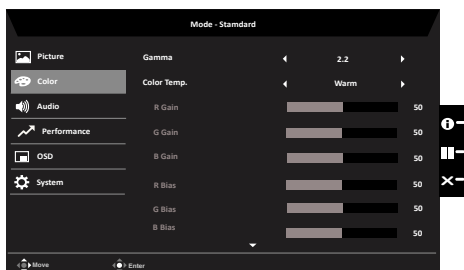 Mode - Standard
Picture
Gamma 2.2
Color
Color Temp. Warm
Audio
R Gain 50
Performance
G Gain 50
OSD
B Gain 50
System
R Bias 50
G Bias 50
B Bias 50
Move Enter